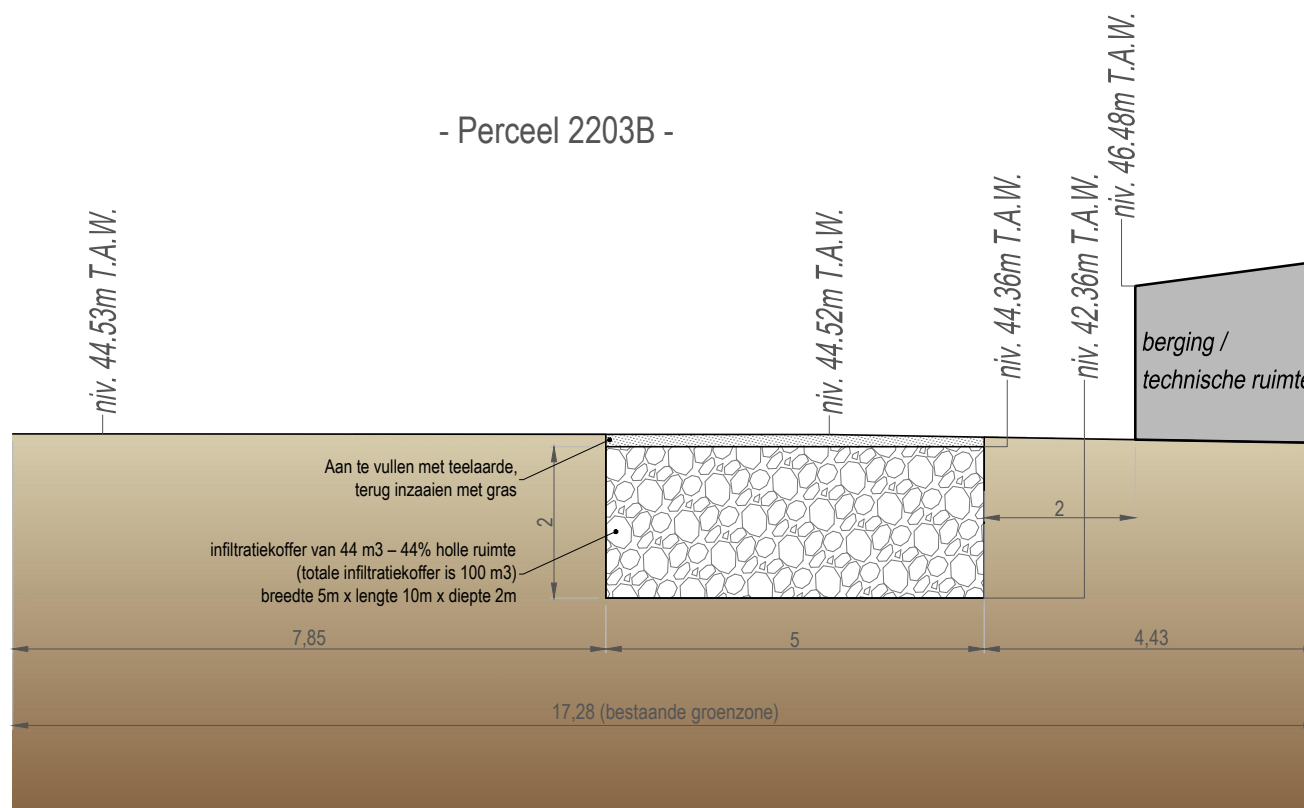 - Perceel 2203B -
niv. 44.53m T.A.W.
niv. 44.52m T.A.W.
niv. 44.36m T.A.W.
niv. 42.36m T.A.W.
niv. 46.48m T.A.W.
berging /
technische ruimte
Aan te vullen met teelaarde,
terug inzaaien met gras
2
2
infiltratiekoffer van 44 m3 – 44% holle ruimte
(totale infiltratiekoffer is 100 m3)
breedte 5m x lengte 10m x diepte 2m
7,85
5
4,43
17,28 (bestaande groenzone)